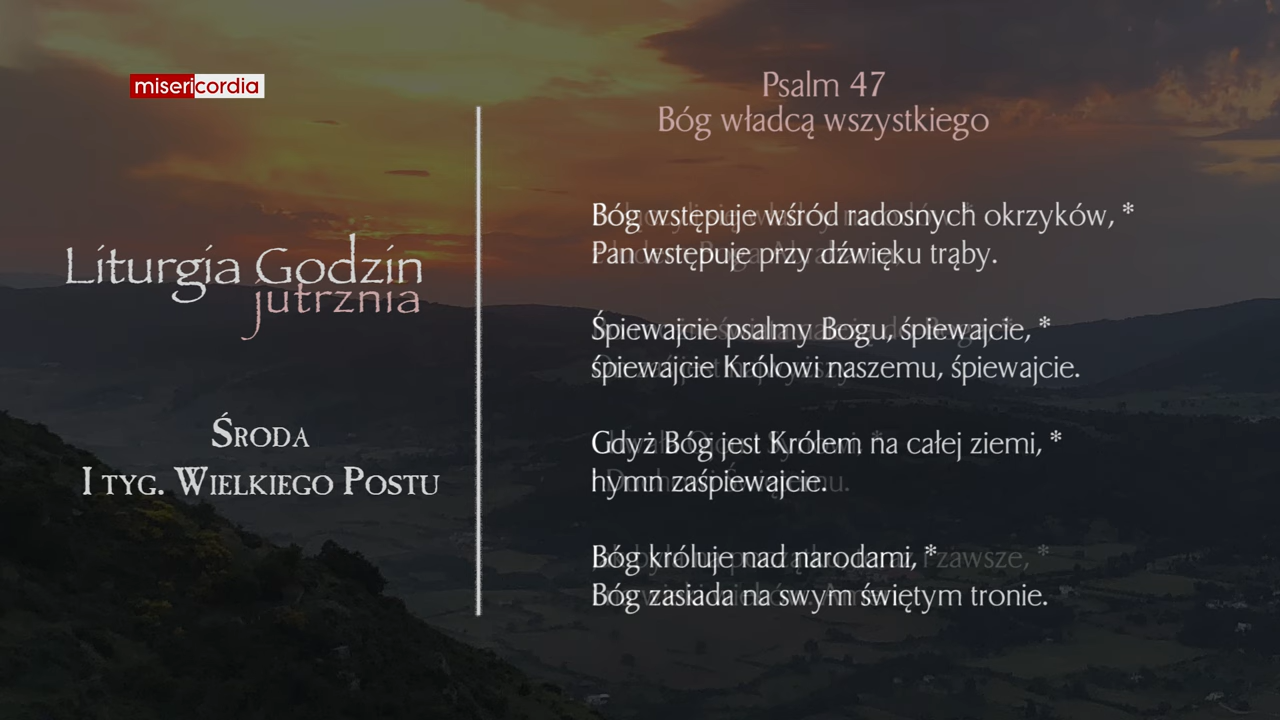 misericordia
Liturgia Godzin
jutrznia
Środa
I tyg. Wielkiego Postu
Psalm 47
Bóg władcą wszystkiego
Bóg wstępuje wśród radosnych okrzyków, *
Pan wstępuje przy dźwięku trąby.
Śpiewajcie psalmy Bogu, śpiewajcie, *
śpiewajcie Królowi naszemu, śpiewajcie.
Gdyż Bóg jest Królem na całej ziemi, *
hymn zaśpiewajcie.
Bóg króluje nad narodami, *
Bóg zasiada na swym świętym tronie.